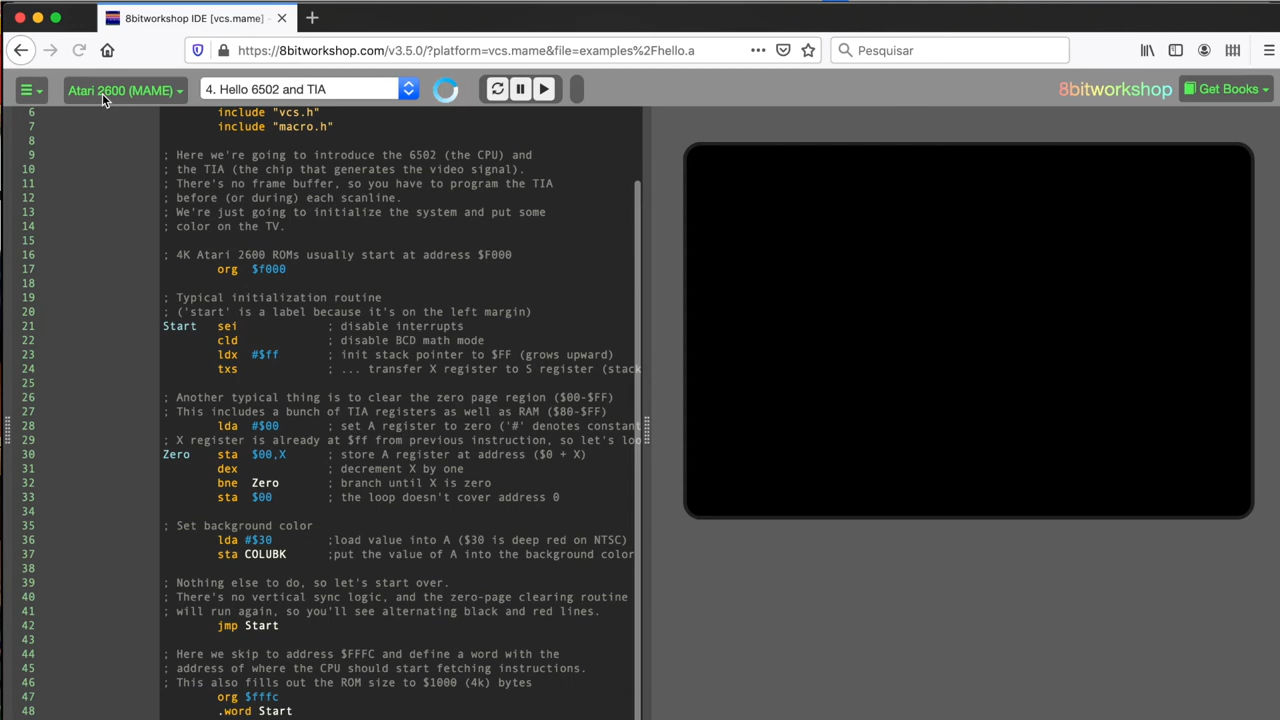 8bitworkshop IDE [vcs.mame] -
https://8bitworkshop.com/v3.5.0/?platform=vcs.mame&file=examples%2Fhello.a
Pesquisar
Atari 2600 (MAME)
4. Hello 6502 and TIA
8bitworkshop
Get Books
6 include "vcs.h"
7 include "macro.h"
8
9 ; Here we're going to introduce the 6502 (the CPU) and
10 ; the TIA (the chip that generates the video signal).
11 ; There's no frame buffer, so you have to program the TIA
12 ; before (or during) each scanline.
13 ; We're just going to initialize the system and put some
14 ; color on the TV.
15
16 ; 4K Atari 2600 ROMs usually start at address $F000
17 org $f000
18
19 ; Typical initialization routine
20 ; ('start' is a label because it's on the left margin)
21 Start sei ; disable interrupts
22 cld ; disable BCD math mode
23 ldx #$ff ; init stack pointer to $FF (grows upward)
24 txs ; ... transfer X register to S register (stack
25
26 ; Another typical thing is to clear the zero page region ($00-$FF)
27 ; This includes a bunch of TIA registers as well as RAM ($80-$FF)
28 lda #$00 ; set A register to zero ('#' denotes constant
29 ; X register is already at $ff from previous instruction, so let's loo
30 Zero sta $00,X ; store A register at address ($0 + X)
31 dex ; decrement X by one
32 bne Zero ; branch until X is zero
33 sta $00 ; the loop doesn't cover address 0
34
35 ; Set background color
36 lda #$30 ;load value into A ($30 is deep red on NTSC)
37 sta COLUBK ;put the value of A into the background color
38
39 ; Nothing else to do, so let's start over.
40 ; There's no vertical sync logic, and the zero-page clearing routine
41 ; will run again, so you'll see alternating black and red lines.
42 jmp Start
43
44 ; Here we skip to address $FFFC and define a word with the
45 ; address of where the CPU should start fetching instructions.
46 ; This also fills out the ROM size to $1000 (4k) bytes
47 org $fffc
48 .word Start